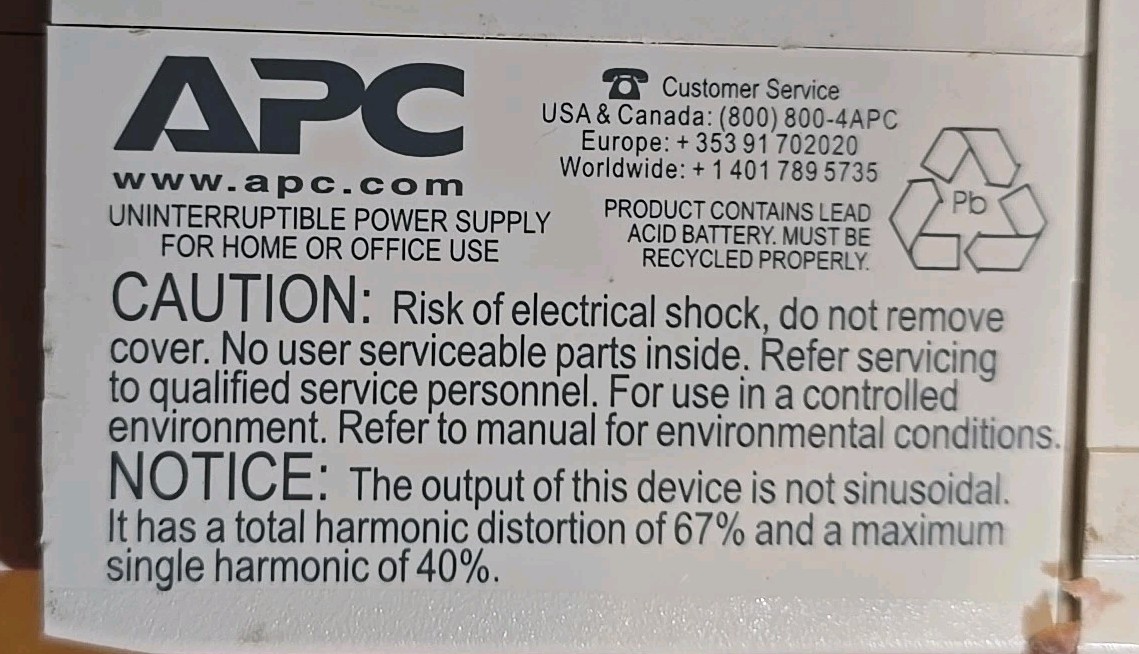 APC
www.apc.com
UNINTERRUPTIBLE POWER SUPPLY
FOR HOME OR OFFICE USE
Customer Service
USA & Canada: (800) 800-4APC
Europe: + 353 91 702020
Worldwide: + 1 401 789 5735
PRODUCT CONTAINS LEAD
ACID BATTERY. MUST BE
RECYCLED PROPERLY.
Pb
CAUTION: Risk of electrical shock, do not remove
cover. No user serviceable parts inside. Refer servicing
to qualified service personnel. For use in a controlled
environment. Refer to manual for environmental conditions.
NOTICE: The output of this device is not sinusoidal.
It has a total harmonic distortion of 67% and a maximum
single harmonic of 40%.